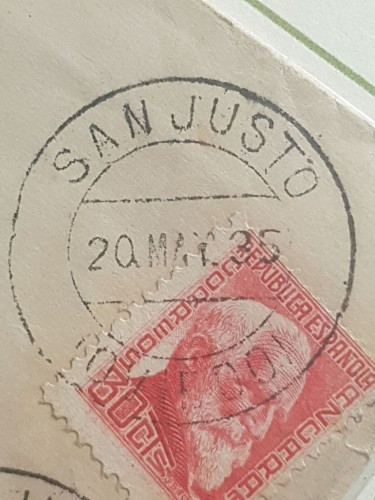 SAN JUSTO
20 MAY. 35
CORREOS
REPUBLICA ESPAÑOLA
30 CTS